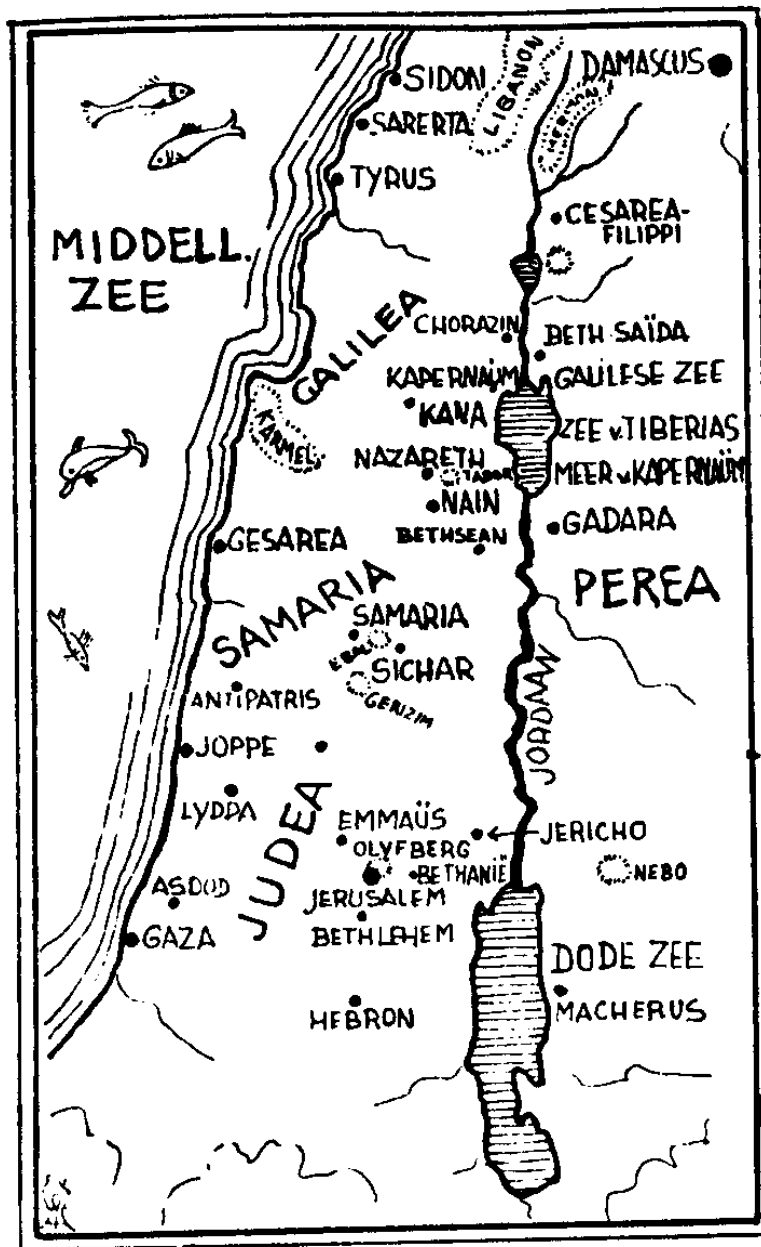 LIBANON
DAMASCUS
SIDON
HERMON
SARERTA
TYRUS
CESAREA-
FILIPPI
MIDDELL.
ZEE
GALILEA
CHORAZIN
BETH SAÏDA
KAPERNAÜM
GALILESE ZEE
KANA
KARMEL
ZEE v. TIBERIAS
NAZARETH
TABOR
MEER v. KAPERNAÜM
NAIN
GADARA
BETHSEAN
CESAREA
PEREA
SAMARIA
SAMARIA
EBAL
SICHAR
GERIZIM
ANTIPATRIS
JORDAAN
JOPPE
LYDDA
JUDEA
EMMAÜS
JERICHO
OLYFBERG
BETHANIË
NEBO
ASDOD
JERUSALEM
GAZA
BETHLEHEM
DODE ZEE
MACHERUS
HEBRON